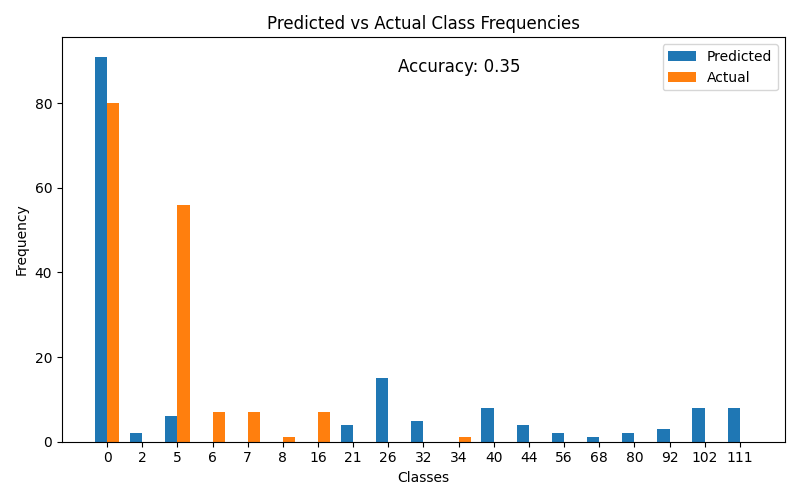 Predicted vs Actual Class Frequencies
Accuracy: 0.35
Predicted
Actual
Frequency
80
60
40
20
0
0 2 5 6 7 8 16 21 26 32 34 40 44 56 68 80 92 102 111
Classes